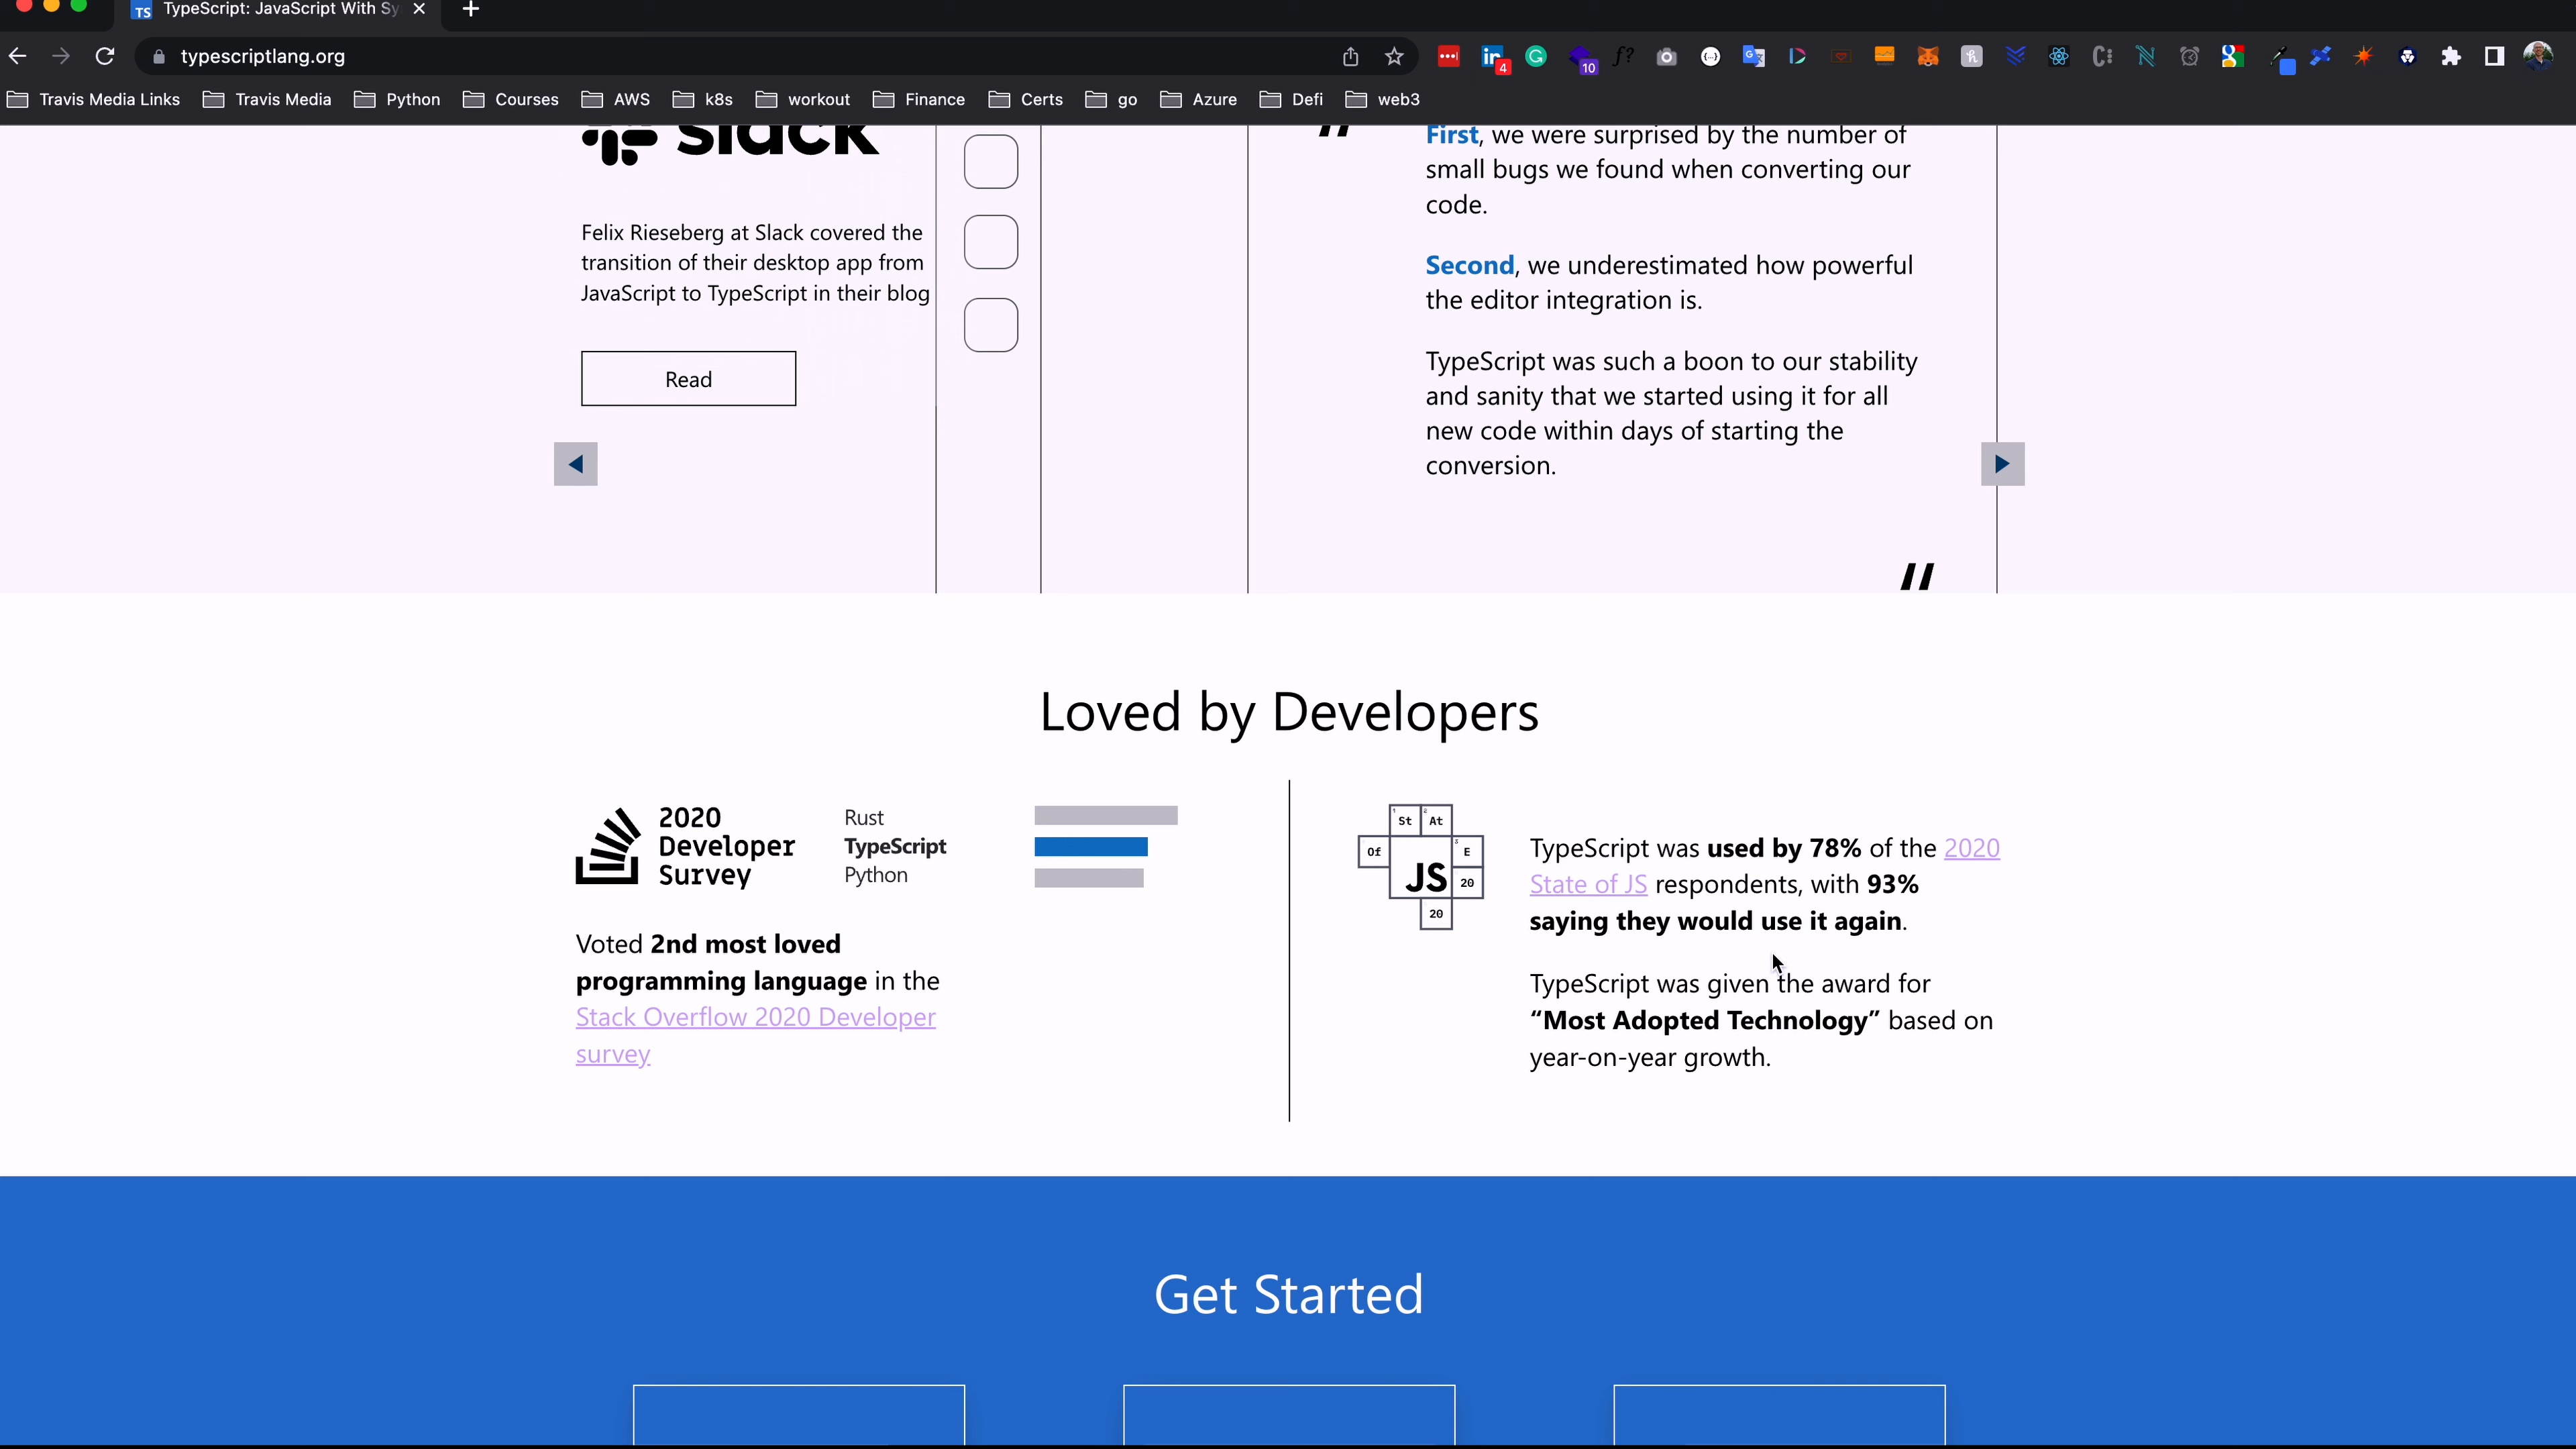 TypeScript: JavaScript With Sy
typescriptlang.org
4
10
Travis Media Links
Travis Media
Python
Courses
AWS
k8s
workout
Finance
Certs
go
Azure
Defi
web3
slack
Felix Rieseberg at Slack covered the
transition of their desktop app from
JavaScript to TypeScript in their blog
Read
"
First, we were surprised by the number of
small bugs we found when converting our
code.
Second, we underestimated how powerful
the editor integration is.
TypeScript was such a boon to our stability
and sanity that we started using it for all
new code within days of starting the
conversion.
"
Loved by Developers
2020
Developer
Survey
Rust
TypeScript
Python
Voted 2nd most loved
programming language in the
Stack Overflow 2020 Developer
survey
St At
Of E
JS 20
20
TypeScript was used by 78% of the 2020
State of JS respondents, with 93%
saying they would use it again.
TypeScript was given the award for
“Most Adopted Technology” based on
year-on-year growth.
Get Started